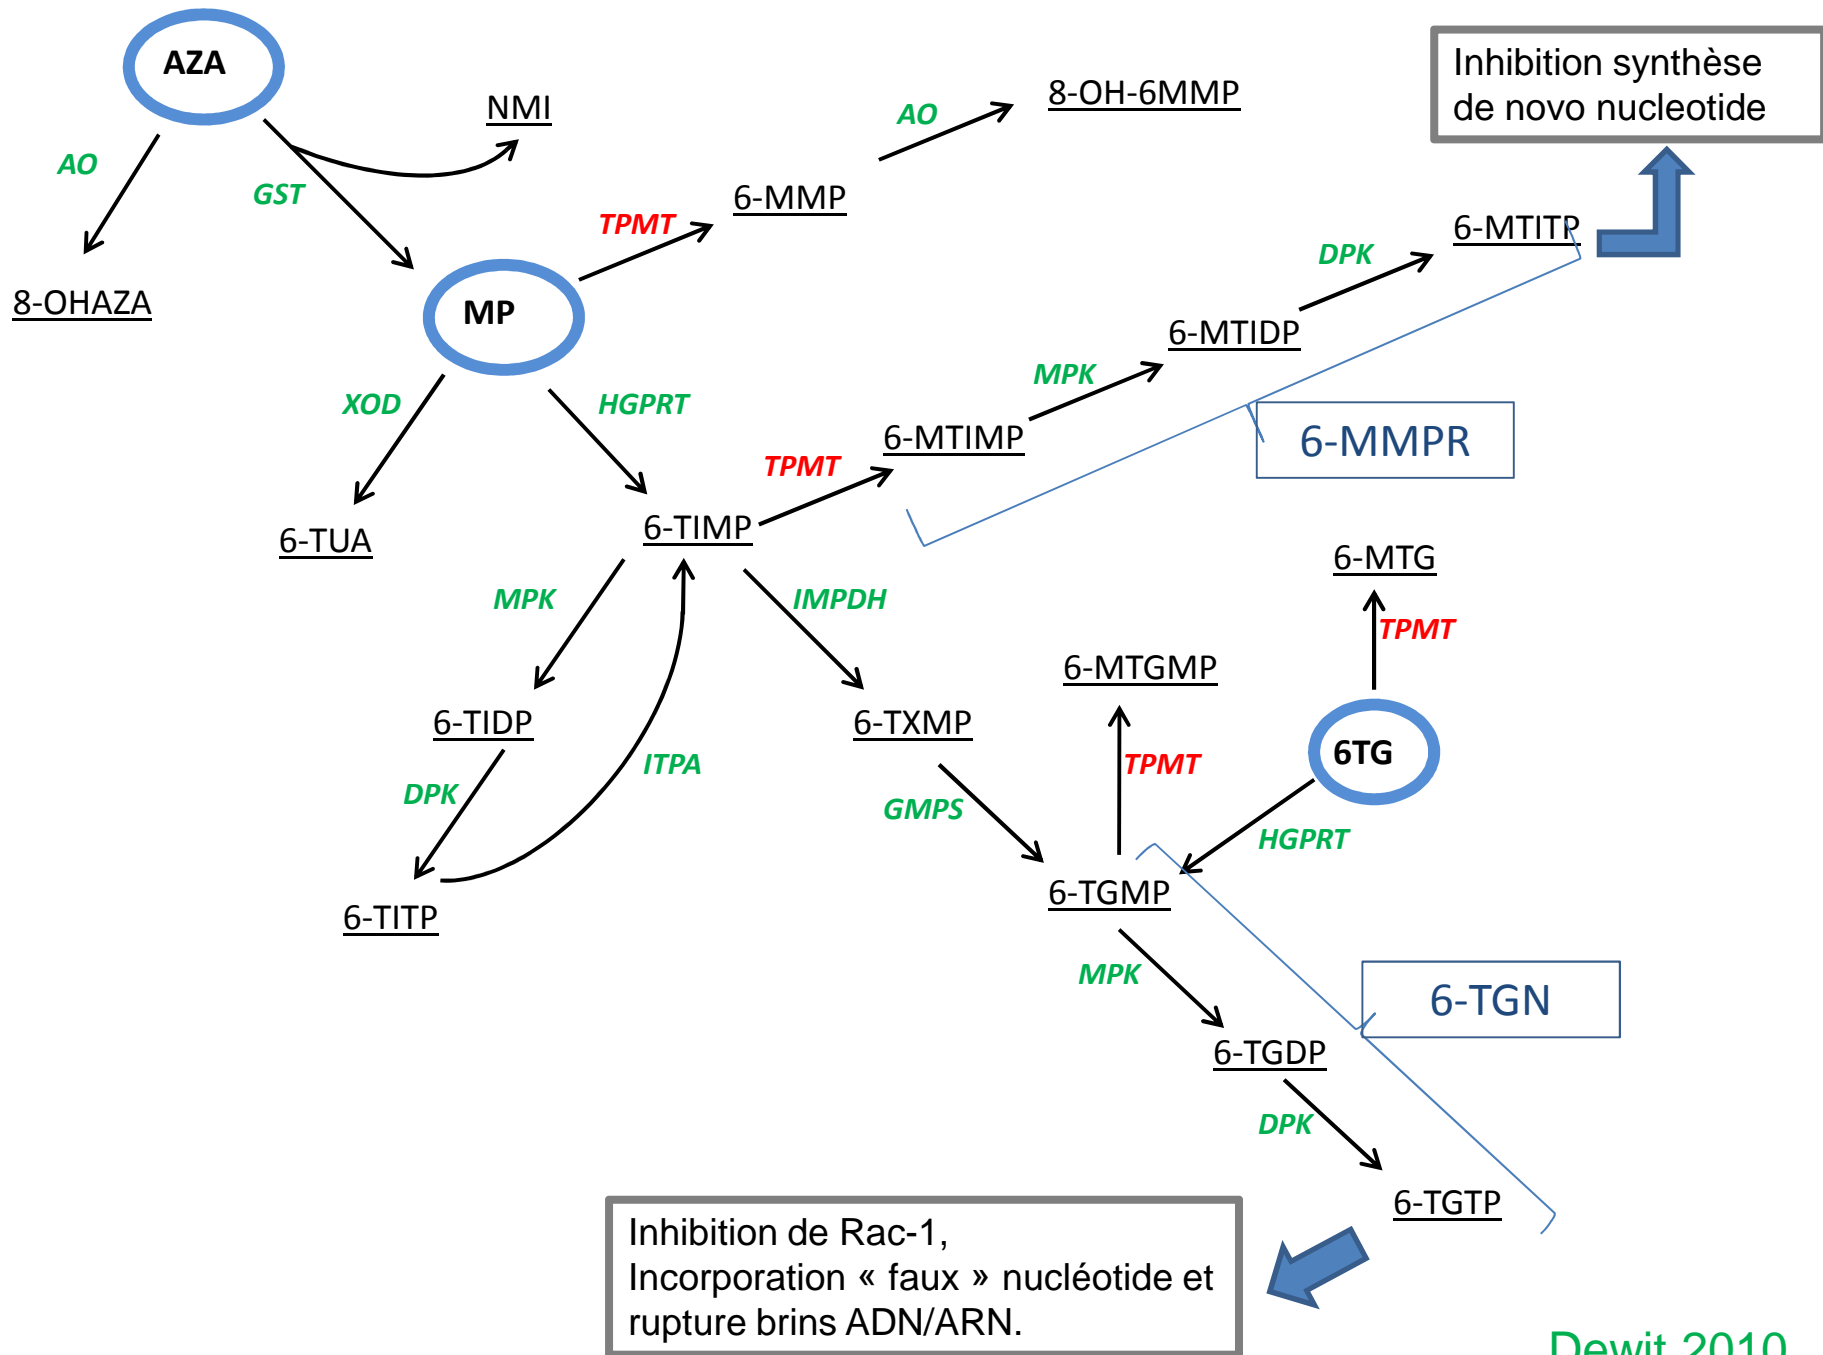 AZA
Inhibition synthèse
de novo nucleotide
NMI
8-OH-6MMP
AO
AO
GST
6-MMP
TPMT
6-MTITP
DPK
8-OHAZA
MP
6-MTIDP
MPK
XOD
HGPRT
6-MTIMP
6-MMPR
TPMT
6-TUA
6-TIMP
6-MTG
MPK
IMPDH
TPMT
6-MTGMP
6-TIDP
6-TXMP
6TG
ITPA
TPMT
DPK
GMPS
HGPRT
6-TITP
6-TGMP
MPK
6-TGN
6-TGDP
DPK
6-TGTP
Inhibition de Rac-1,
Incorporation « faux » nucléotide et
rupture brins ADN/ARN.
Dewit 2010